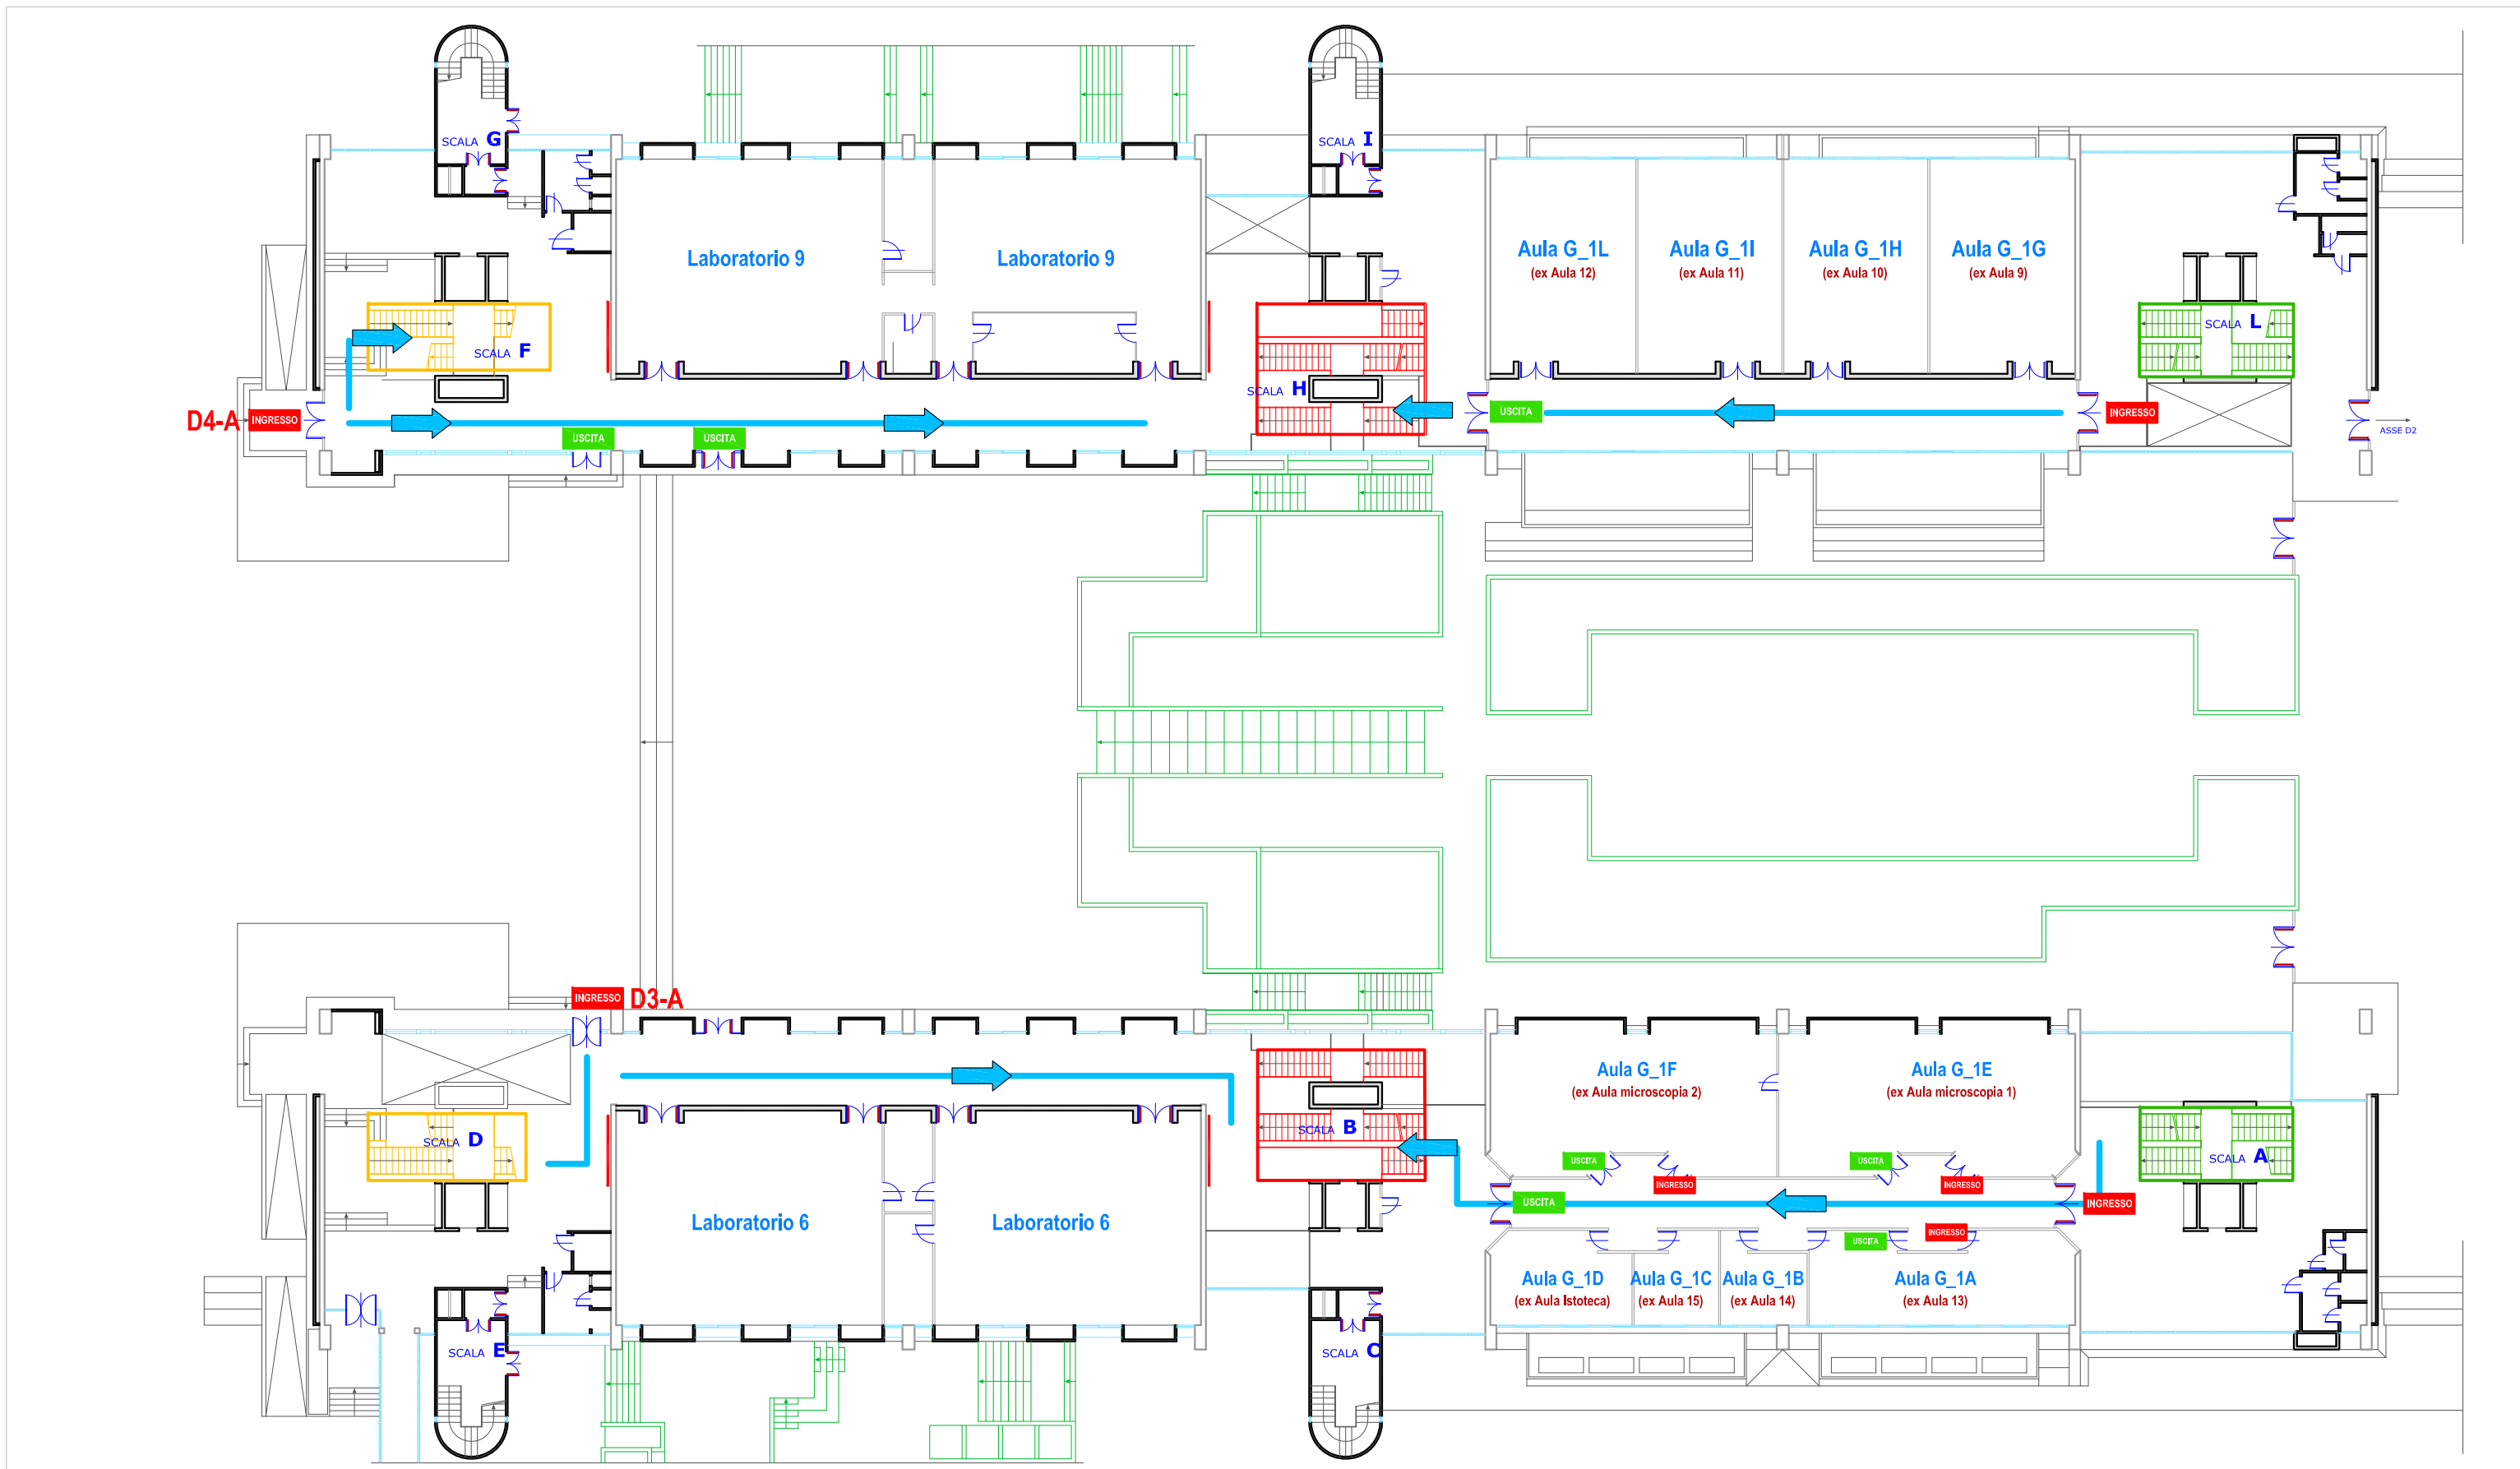 SCALA G
SCALA I
Laboratorio 9
Laboratorio 9
Aula G_1L
(ex Aula 12)
Aula G_1I
(ex Aula 11)
Aula G_1H
(ex Aula 10)
Aula G_1G
(ex Aula 9)
SCALA F
SCALA L
SCALA H
D4-A
INGRESSO
USCITA
USCITA
USCITA
INGRESSO
ASSE D2
INGRESSO
D3-A
SCALA D
SCALA B
Aula G_1F
(ex Aula microscopia 2)
Aula G_1E
(ex Aula microscopia 1)
SCALA A
USCITA
INGRESSO
USCITA
INGRESSO
USCITA
INGRESSO
Laboratorio 6
Laboratorio 6
USCITA
INGRESSO
Aula G_1D
(ex Aula Istoteca)
Aula G_1C
(ex Aula 15)
Aula G_1B
(ex Aula 14)
Aula G_1A
(ex Aula 13)
SCALA E
SCALA C